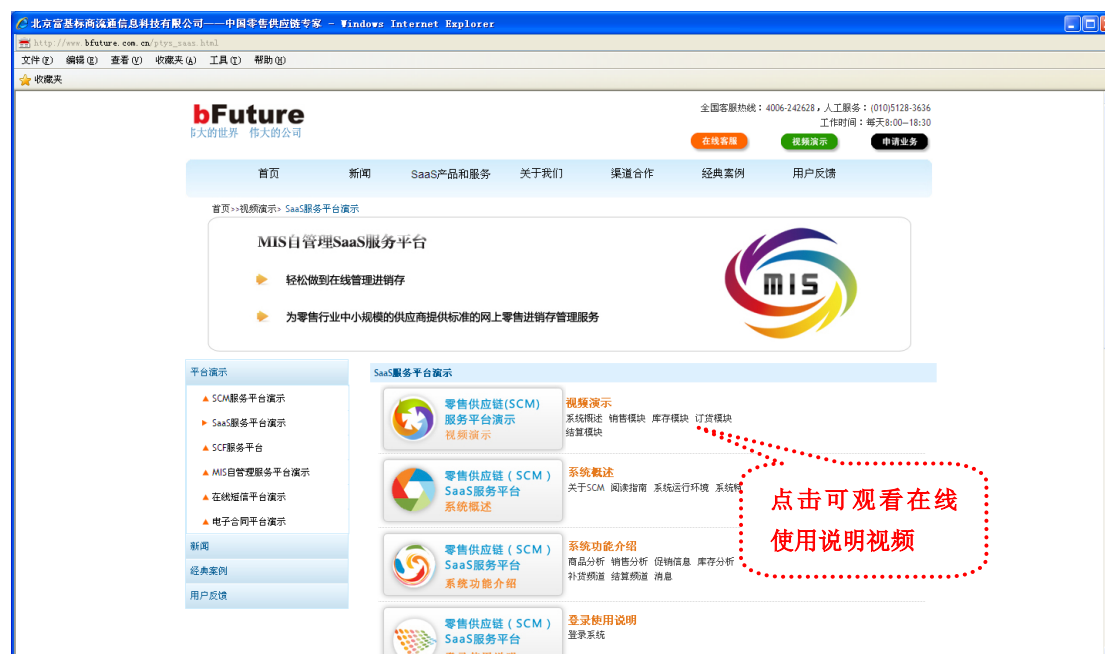 北京富基标商流通信息科技有限公司——中国零售供应链专家 - Windows Internet Explorer
http://www.bfuture.com.cn/ptys_saas.html
文件(F) 编辑(E) 查看(V) 收藏夹(A) 工具(T) 帮助(H)
收藏夹
bFuture
伟大的世界 伟大的公司
全国客服热线：4006-242628，人工服务：(010)5128-3636
工作时间：每天8:00—18:30
在线客服 视频演示 申请业务
首页 新闻 SaaS产品和服务 关于我们 渠道合作 经典案例 用户反馈
首页>>视频演示> SaaS服务平台演示
MIS自管理SaaS服务平台
轻松做到在线管理进销存
为零售行业中小规模的供应商提供标准的网上零售进销存管理服务
MIS
平台演示
SCM服务平台演示
SaaS服务平台演示
SCF服务平台
MIS自管理服务平台演示
在线短信平台演示
电子合同平台演示
新闻
经典案例
用户反馈
SaaS服务平台演示
零售供应链(SCM)
服务平台演示
视频演示
视频演示
系统概述 销售模块 库存模块 订货模块
结算模块
零售供应链（SCM）
SaaS服务平台
系统概述
系统概述
关于SCM 阅读指南 系统运行环境 系统特
零售供应链（SCM）
SaaS服务平台
系统功能介绍
系统功能介绍
商品分析 销售分析 促销信息 库存分析
补货频道 结算频道 消息
零售供应链（SCM）
SaaS服务平台
登录使用说明
登录系统
点击可观看在线
使用说明视频